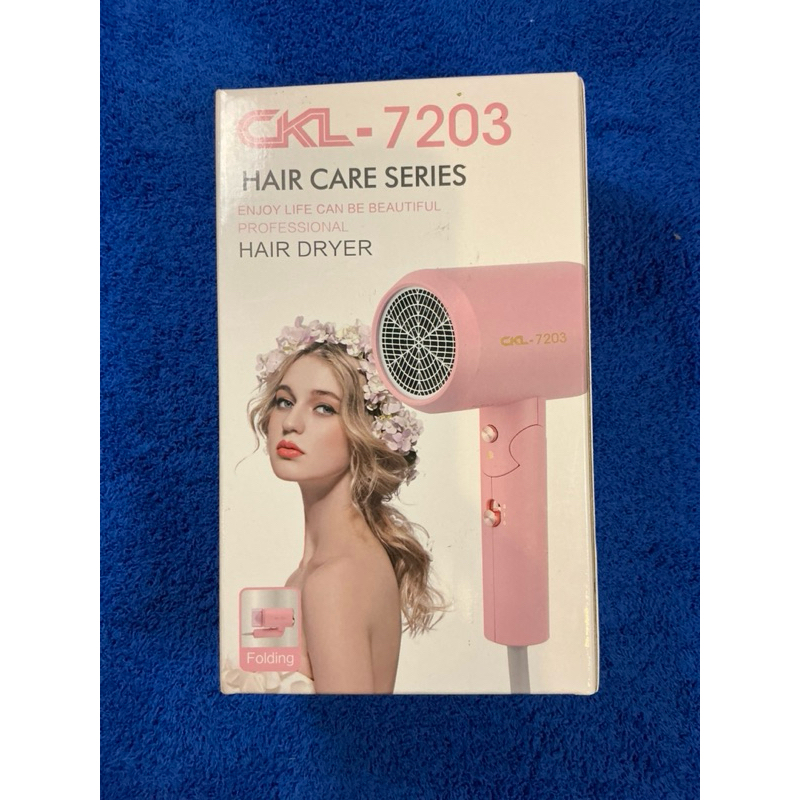 CKL-7203
HAIR CARE SERIES
ENJOY LIFE CAN BE BEAUTIFUL
PROFESSIONAL
HAIR DRYER
CKL-7203
Folding